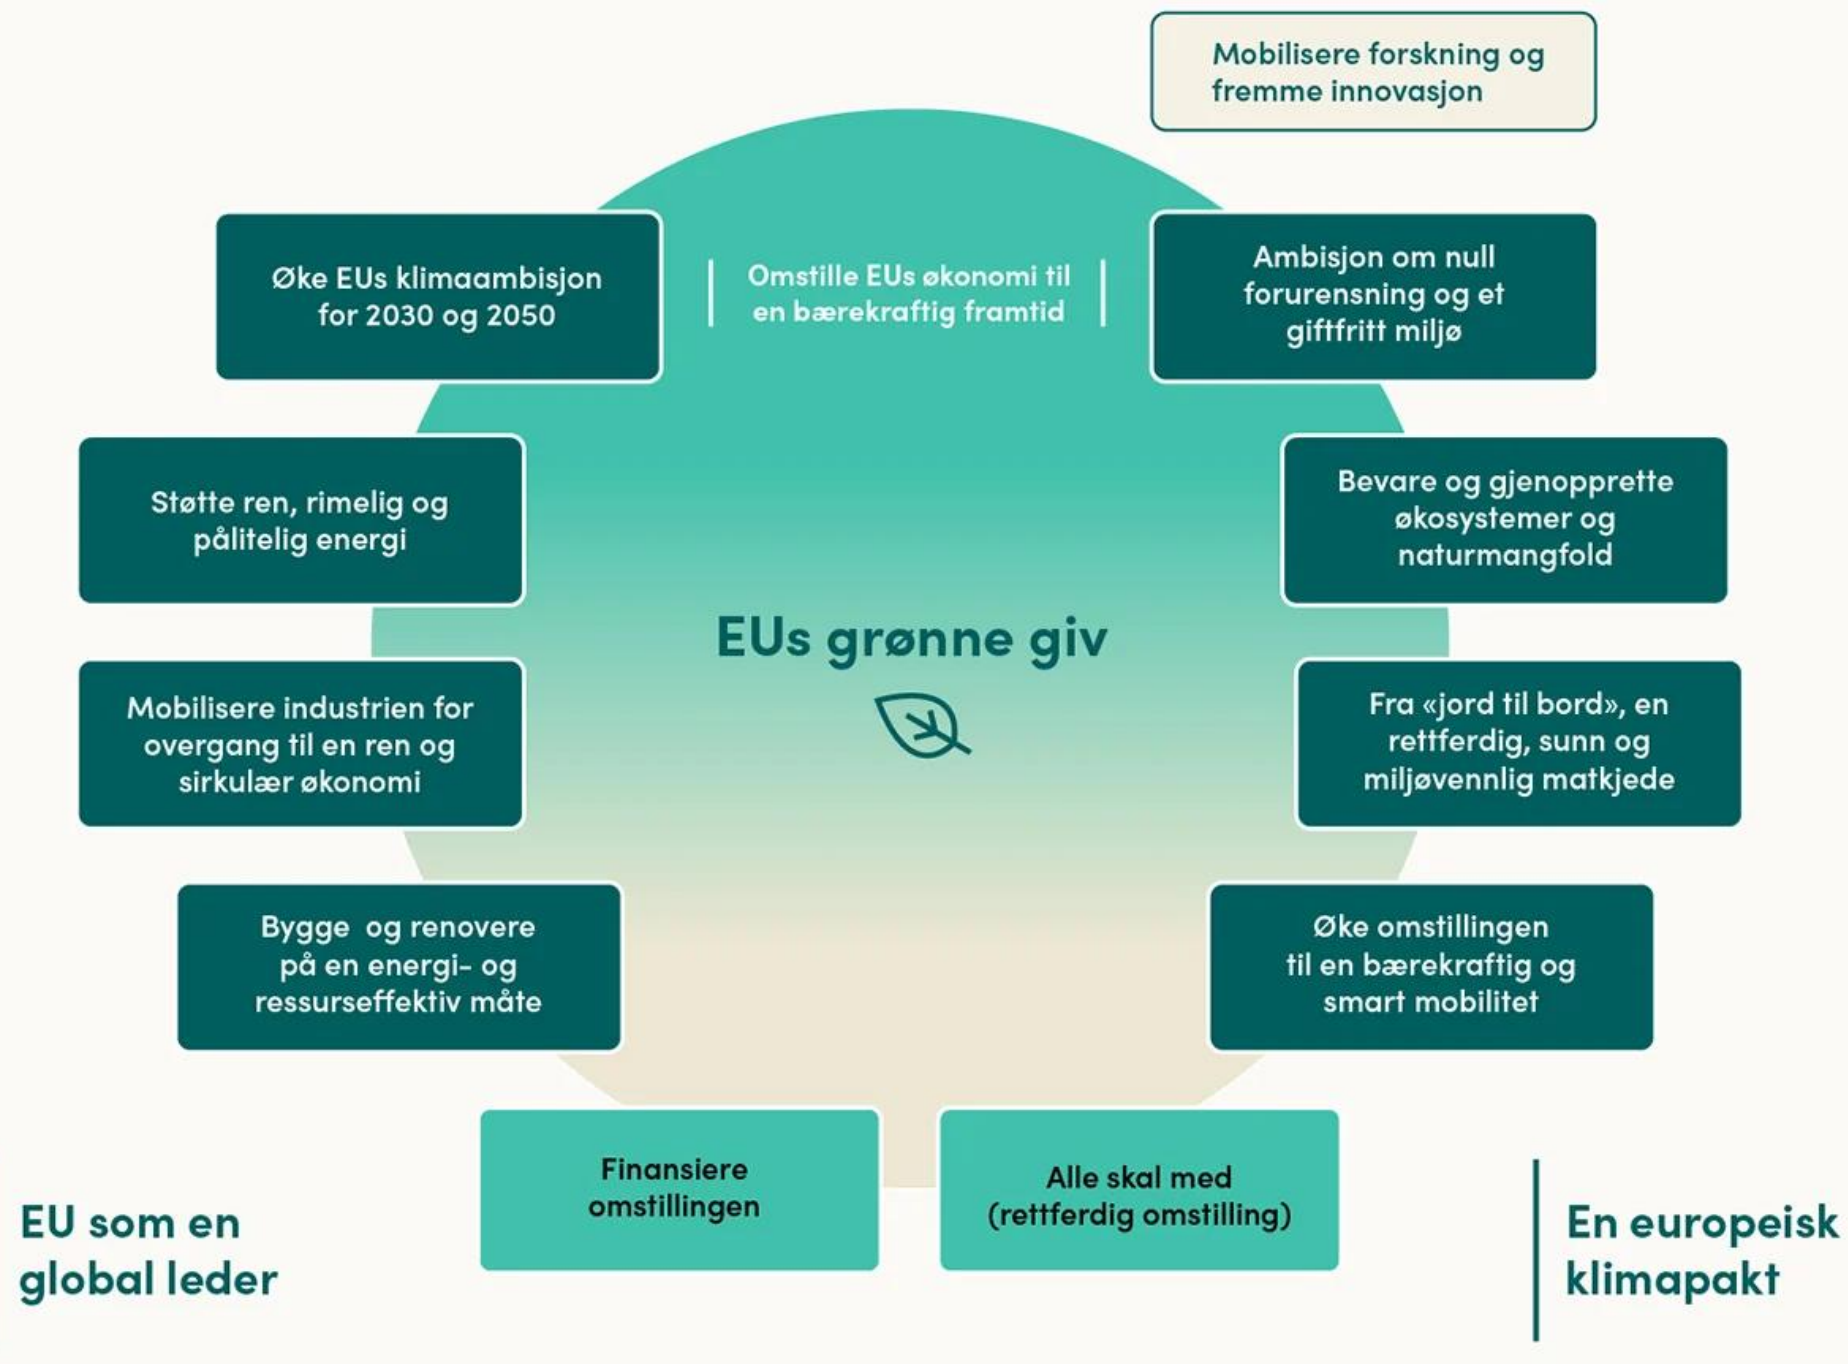 Mobilisere forskning og
fremme innovasjon
Øke EUs klimaambisjon
for 2030 og 2050
Omstille EUs økonomi til
en bærekraftig framtid
Ambisjon om null
forurensning og et
giftfritt miljø
Støtte ren, rimelig og
pålitelig energi
Bevare og gjenopprette
økosystemer og
naturmangfold
EUs grønne giv
Mobilisere industrien for
overgang til en ren og
sirkulær økonomi
Fra «jord til bord», en
rettferdig, sunn og
miljøvennlig matkjede
Bygge  og renovere
på en energi- og
ressurseffektiv måte
Øke omstillingen
til en bærekraftig og
smart mobilitet
Finansiere
omstillingen
Alle skal med
(rettferdig omstilling)
EU som en
global leder
En europeisk
klimapakt